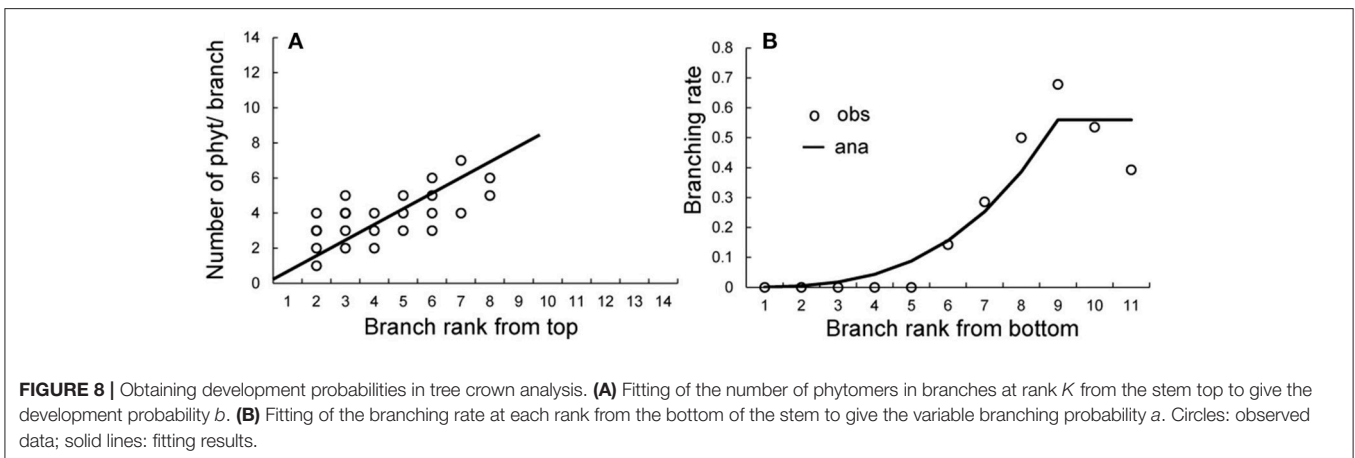 A
Number of phyt/ branch
14
12
10
8
6
4
2
0
1 2 3 4 5 6 7 8 9 10 11 12 13 14
Branch rank from top
B
Branching rate
0.8
0.7
0.6
0.5
0.4
0.3
0.2
0.1
0
obs
ana
1 2 3 4 5 6 7 8 9 10 11
Branch rank from bottom
FIGURE 8 | Obtaining development probabilities in tree crown analysis. (A) Fitting of the number of phytomers in branches at rank K from the stem top to give the
development probability b. (B) Fitting of the branching rate at each rank from the bottom of the stem to give the variable branching probability a. Circles: observed
data; solid lines: fitting results.